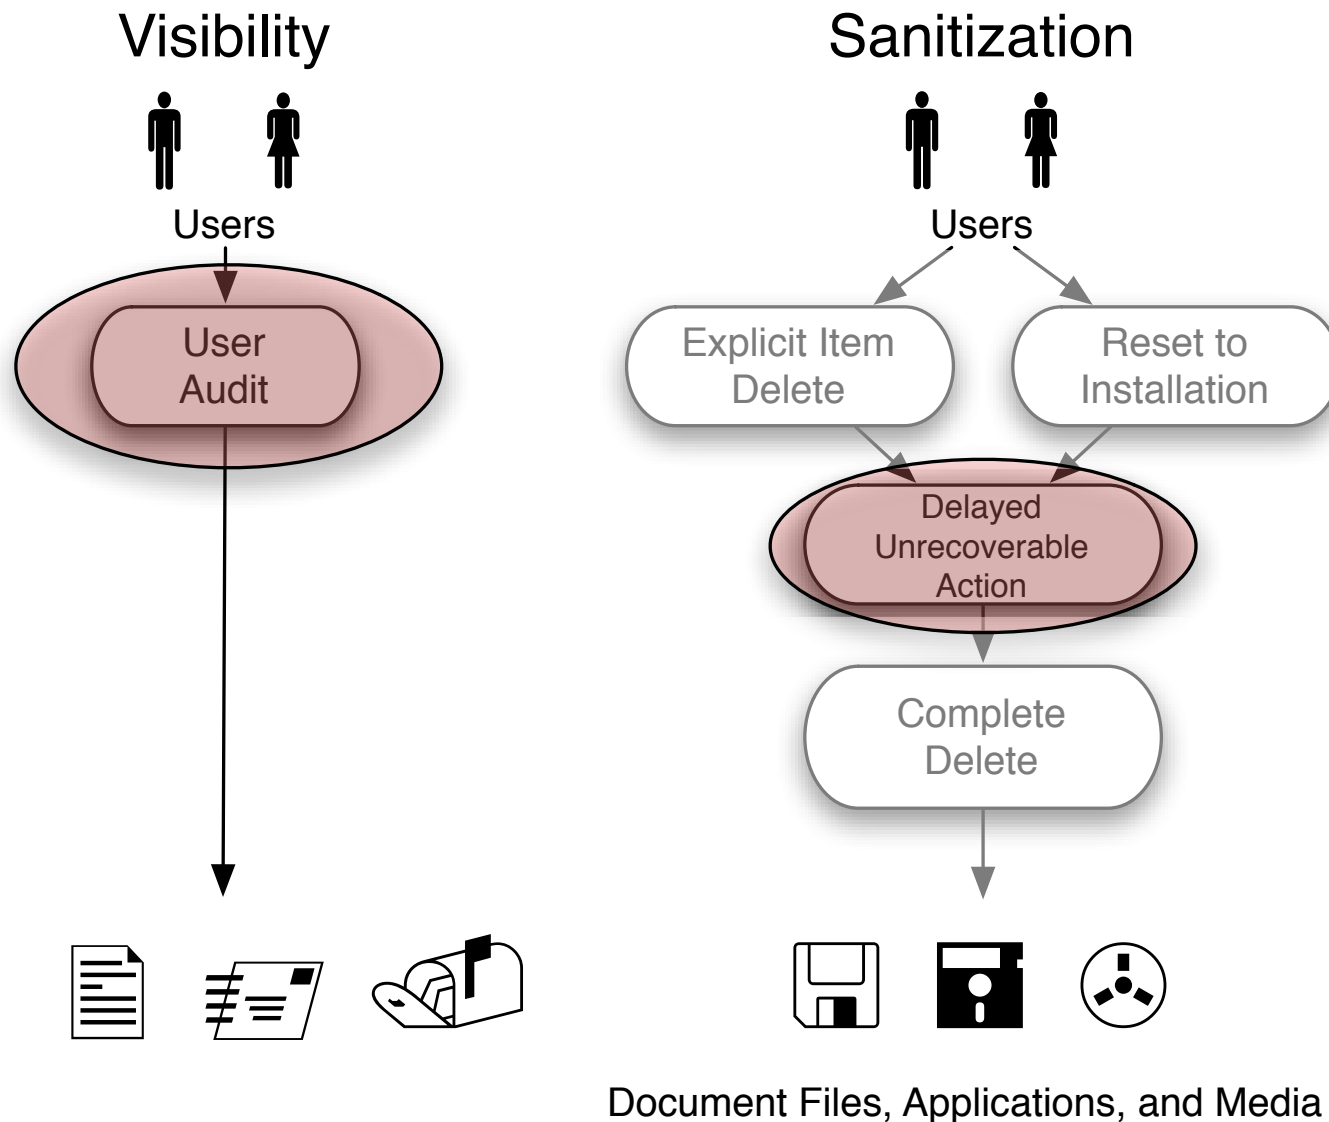 Visibility
Users
User
Audit
Sanitization
Users
Explicit Item
Delete
Reset to
Installation
Delayed
Unrecoverable
Action
Complete
Delete
Document Files, Applications, and Media